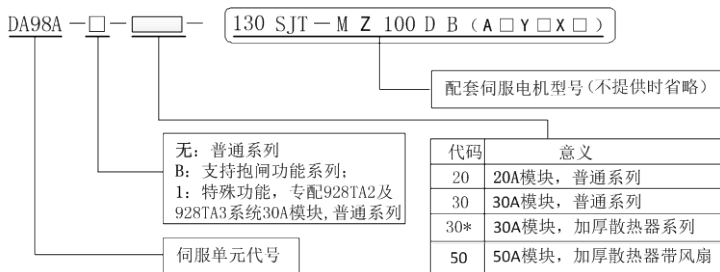 DA98A－□－▭－130 SJT－M Z 100 D B（A□Y□X□）
配套伺服电机型号(不提供时省略)
无：普通系列
B：支持抱闸功能系列；
1：特殊功能，专配928TA2及
928TA3系统30A模块,普通系列
伺服单元代号
代码 意义
20 20A模块，普通系列
30 30A模块，普通系列
30* 30A模块，加厚散热器系列
50 50A模块，加厚散热器带风扇